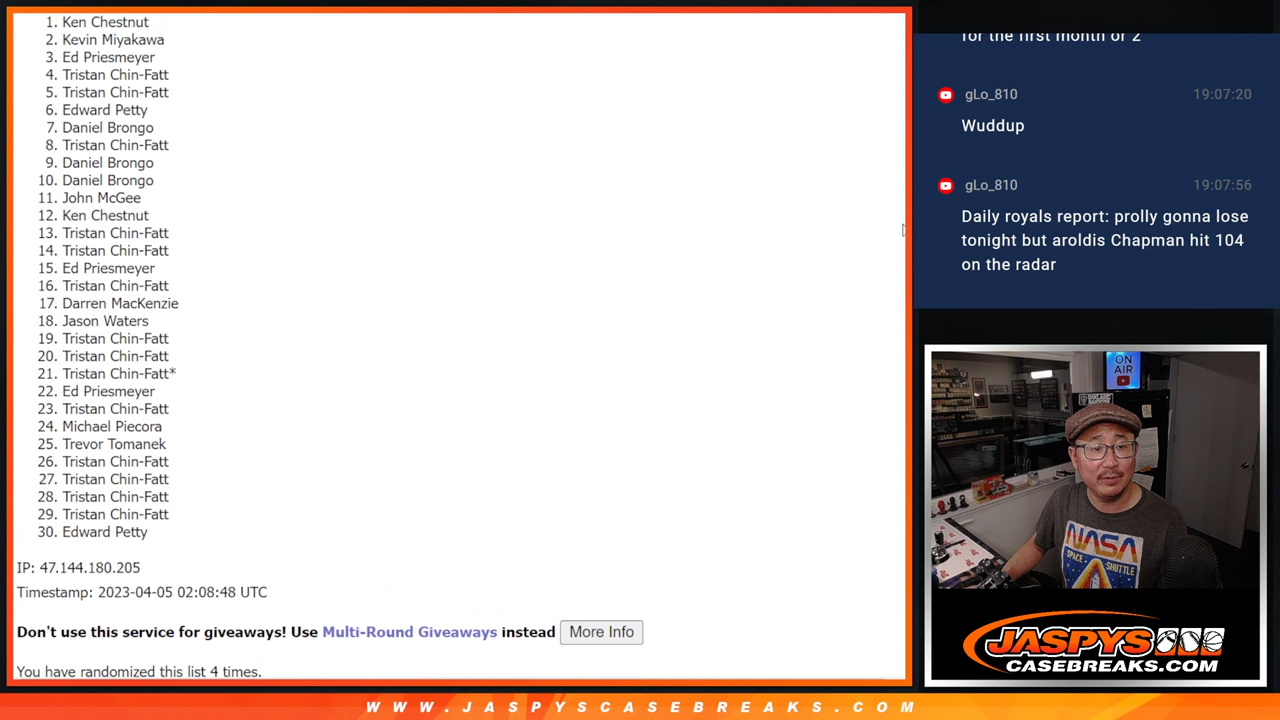 1. Ken Chestnut
2. Kevin Miyakawa
3. Ed Priesmeyer
4. Tristan Chin-Fatt
5. Tristan Chin-Fatt
6. Edward Petty
7. Daniel Brongo
8. Tristan Chin-Fatt
9. Daniel Brongo
10. Daniel Brongo
11. John McGee
12. Ken Chestnut
13. Tristan Chin-Fatt
14. Tristan Chin-Fatt
15. Ed Priesmeyer
16. Tristan Chin-Fatt
17. Darren MacKenzie
18. Jason Waters
19. Tristan Chin-Fatt
20. Tristan Chin-Fatt
21. Tristan Chin-Fatt*
22. Ed Priesmeyer
23. Tristan Chin-Fatt
24. Michael Piecora
25. Trevor Tomanek
26. Tristan Chin-Fatt
27. Tristan Chin-Fatt
28. Tristan Chin-Fatt
29. Tristan Chin-Fatt
30. Edward Petty
IP: 47.144.180.205
Timestamp: 2023-04-05 02:08:48 UTC
Don't use this service for giveaways! Use Multi-Round Giveaways instead More Info
You have randomized this list 4 times.
for the first month or 2
gLo_810 19:07:20
Wuddup
gLo_810 19:07:56
Daily royals report: prolly gonna lose
tonight but aroldis Chapman hit 104
on the radar
ON
AIR
NASA
SPACE SHUTTLE
JASPYS
CASEBREAKS.COM
WWW.JASPYSCASEBREAKS.COM